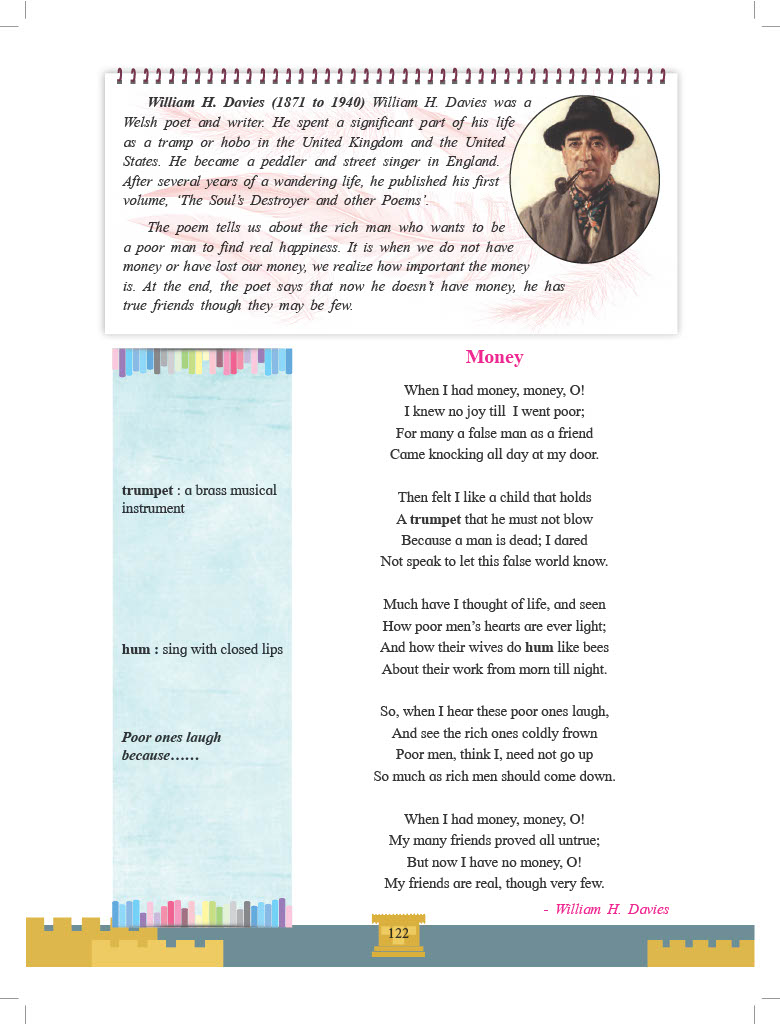 William H. Davies (1871 to 1940) William H. Davies was a
Welsh poet and writer. He spent a significant part of his life
as a tramp or hobo in the United Kingdom and the United
States. He became a peddler and street singer in England.
After several years of a wandering life, he published his first
volume, ‘The Soul’s Destroyer and other Poems’.
The poem tells us about the rich man who wants to be
a poor man to find real happiness. It is when we do not have
money or have lost our money, we realize how important the money
is. At the end, the poet says that now he doesn’t have money, he has
true friends though they may be few.
Money
When I had money, money, O!
I knew no joy till I went poor;
For many a false man as a friend
Came knocking all day at my door.
trumpet : a brass musical
instrument
Then felt I like a child that holds
A trumpet that he must not blow
Because a man is dead; I dared
Not speak to let this false world know.
Much have I thought of life, and seen
How poor men’s hearts are ever light;
And how their wives do hum like bees
About their work from morn till night.
hum : sing with closed lips
Poor ones laugh
because……
So, when I hear these poor ones laugh,
And see the rich ones coldly frown
Poor men, think I, need not go up
So much as rich men should come down.
When I had money, money, O!
My many friends proved all untrue;
But now I have no money, O!
My friends are real, though very few.
- William H. Davies
122